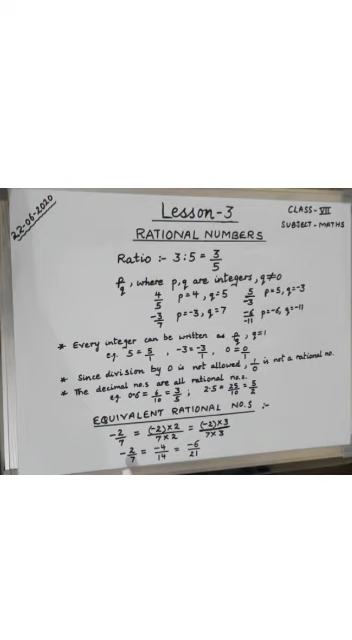 22-06-2020
Lesson-3
CLASS-VII
SUBJECT-MATHS
RATIONAL NUMBERS
Ratio :- 3:5 = 3/5
p/q, where p,q are integers, q≠0
4/5 p=4, q=5 5/-3 p=5, q=-3
-3/7 p=-3, q=7 -6/-11 p=-6, q=-11
* Every integer can be written as p/q, q=1
eg. 5=5/1, -3=-3/1, 0=0/1
* Since division by 0 is not allowed, 1/0 is not a rational no.
* The decimal no.s are all rational no.s.
eg. 0.6 = 6/10 = 3/5; 2.5 = 25/10 = 5/2
EQUIVALENT RATIONAL NO.S :-
-2/7 = (-2)×2/7×2 = (-2)×3/7×3
-2/7 = -4/14 = -6/21